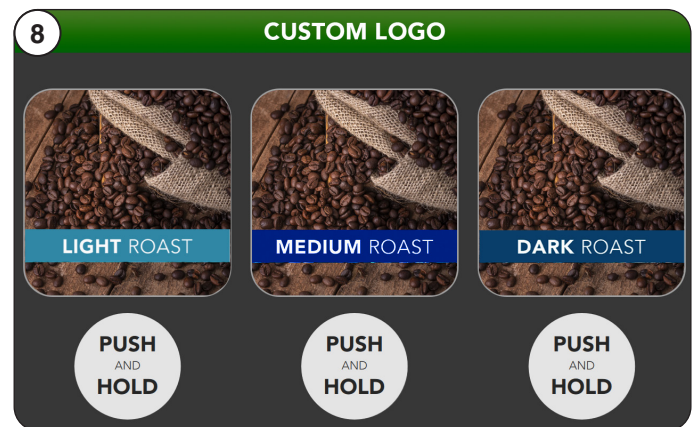 8
CUSTOM LOGO
LIGHT ROAST
MEDIUM ROAST
DARK ROAST
PUSH
AND
HOLD
PUSH
AND
HOLD
PUSH
AND
HOLD